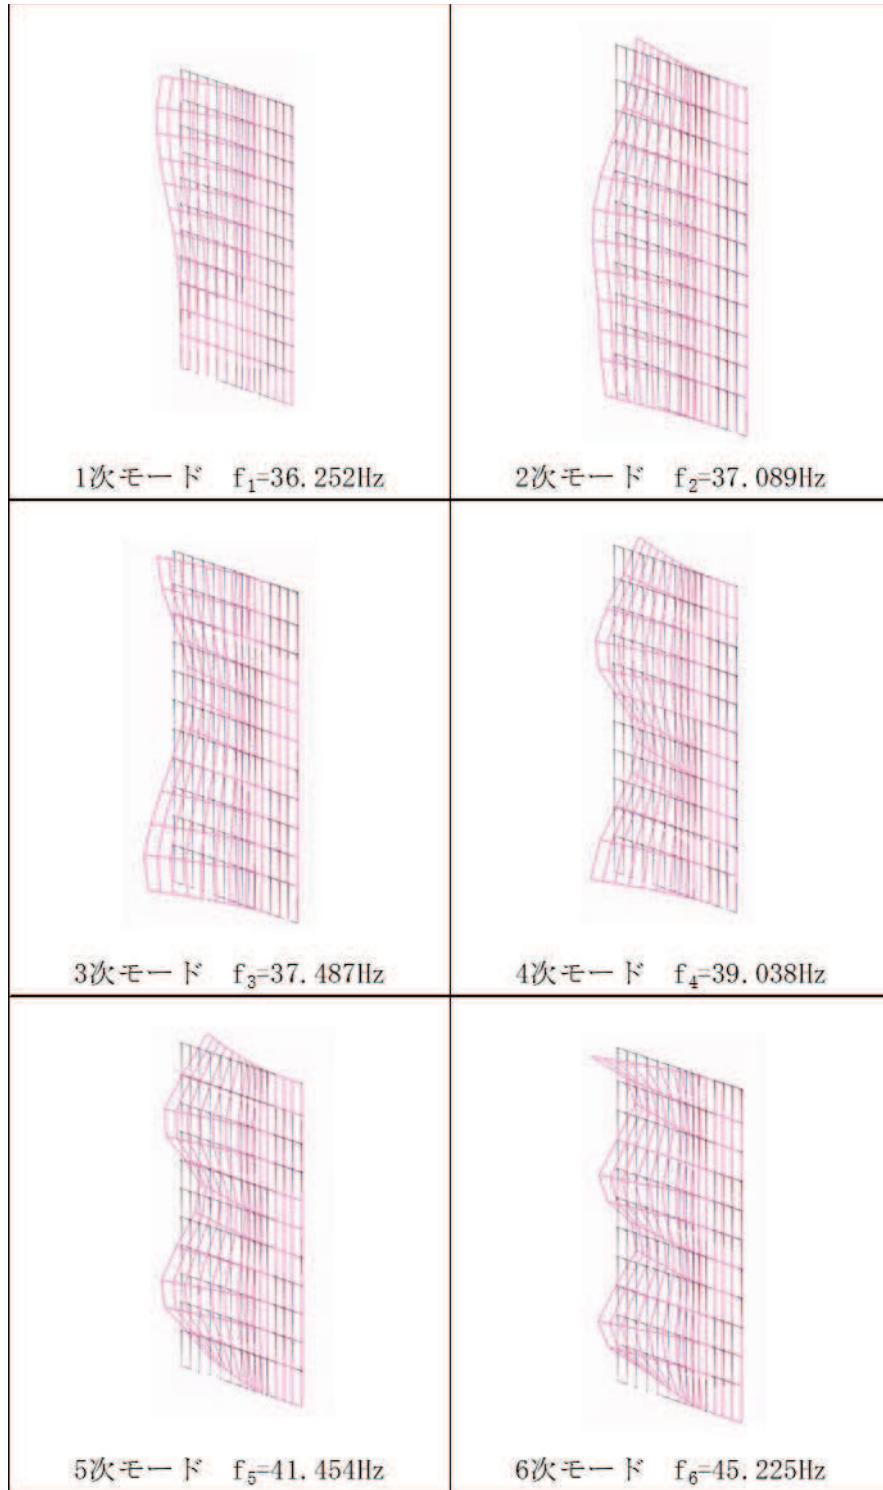 1次モード f₁=36.252Hz
2次モード f₂=37.089Hz
3次モード f₃=37.487Hz
4次モード f₄=39.038Hz
5次モード f₅=41.454Hz
6次モード f₆=45.225Hz